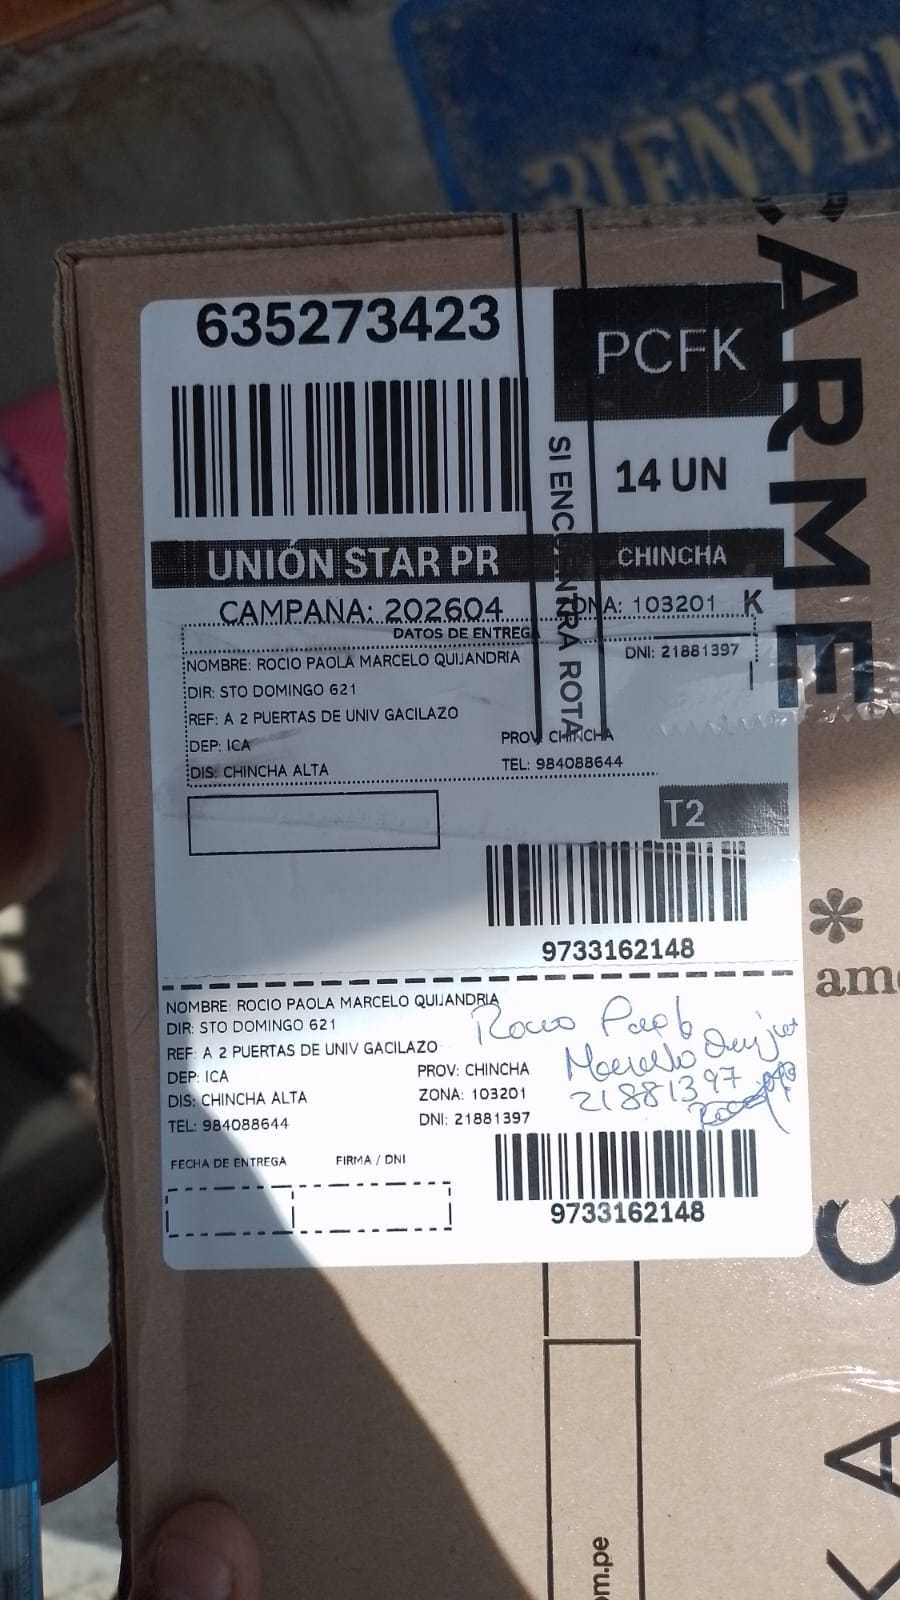 BIENVE
635273423
PCFK
14 UN
SI ENCUENTRA ROTA
UNIÓN STAR PR
CHINCHA
CAMPANA: 202604
ZONA: 103201 K
DATOS DE ENTREGA
NOMBRE: ROCIO PAOLA MARCELO QUIJANDRIA
DNI: 21881397
DIR: STO DOMINGO 621
REF: A 2 PUERTAS DE UNIV GACILAZO
DEP: ICA
PROV: CHINCHA
DIS: CHINCHA ALTA
TEL: 984088644
T2
9733162148
NOMBRE: ROCIO PAOLA MARCELO QUIJANDRIA
DIR: STO DOMINGO 621
REF: A 2 PUERTAS DE UNIV GACILAZO
DEP: ICA
PROV: CHINCHA
DIS: CHINCHA ALTA
ZONA: 103201
TEL: 984088644
DNI: 21881397
Rocio Paola
Marcelo
21881397
FECHA DE ENTREGA
FIRMA / DNI
9733162148
ARME
om.pe